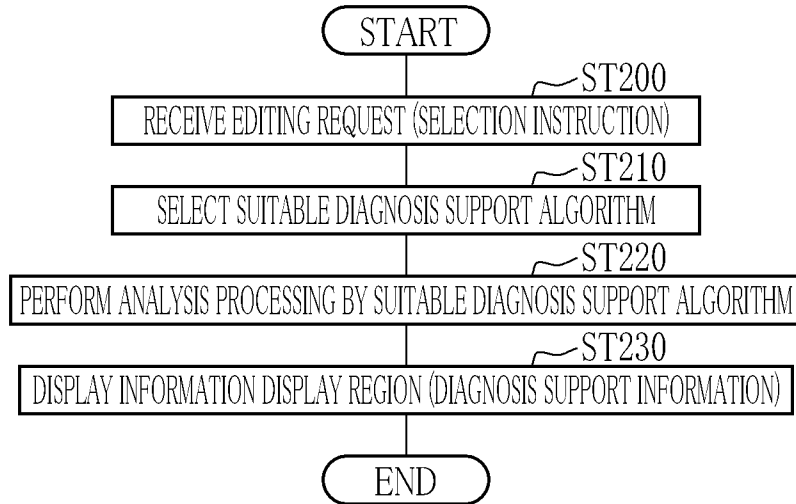 START
ST200
RECEIVE EDITING REQUEST (SELECTION INSTRUCTION)
ST210
SELECT SUITABLE DIAGNOSIS SUPPORT ALGORITHM
ST220
PERFORM ANALYSIS PROCESSING BY SUITABLE DIAGNOSIS SUPPORT ALGORITHM
ST230
DISPLAY INFORMATION DISPLAY REGION (DIAGNOSIS SUPPORT INFORMATION)
END